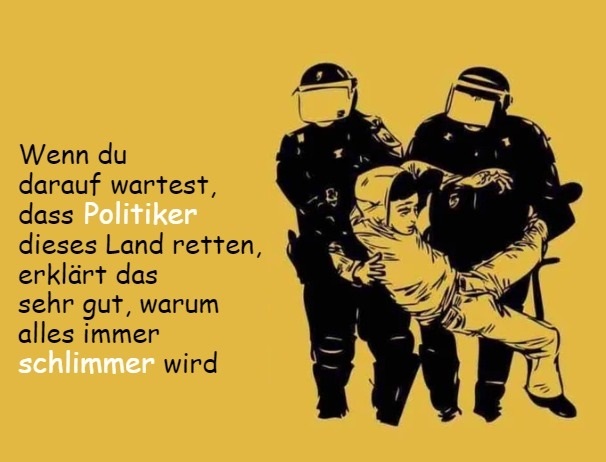 Wenn du
darauf wartest,
dass Politiker
dieses Land retten,
erklärt das
sehr gut, warum
alles immer
schlimmer wird